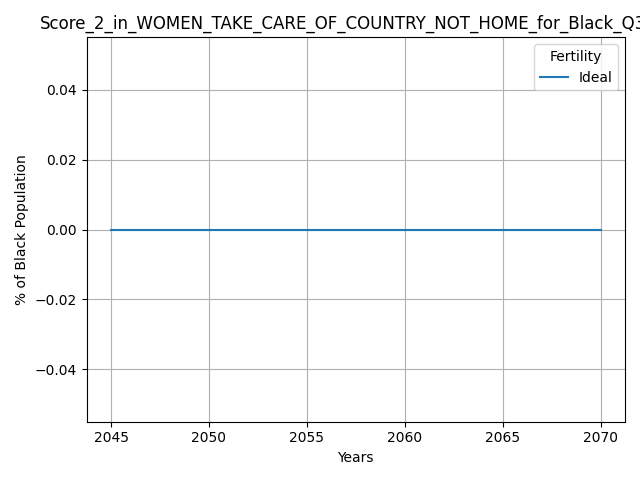 Score_2_in_WOMEN_TAKE_CARE_OF_COUNTRY_NOT_HOME_for_Black_Q3
Fertility
Ideal
0.04
0.02
0.00
−0.02
−0.04
% of Black Population
2045 2050 2055 2060 2065 2070
Years